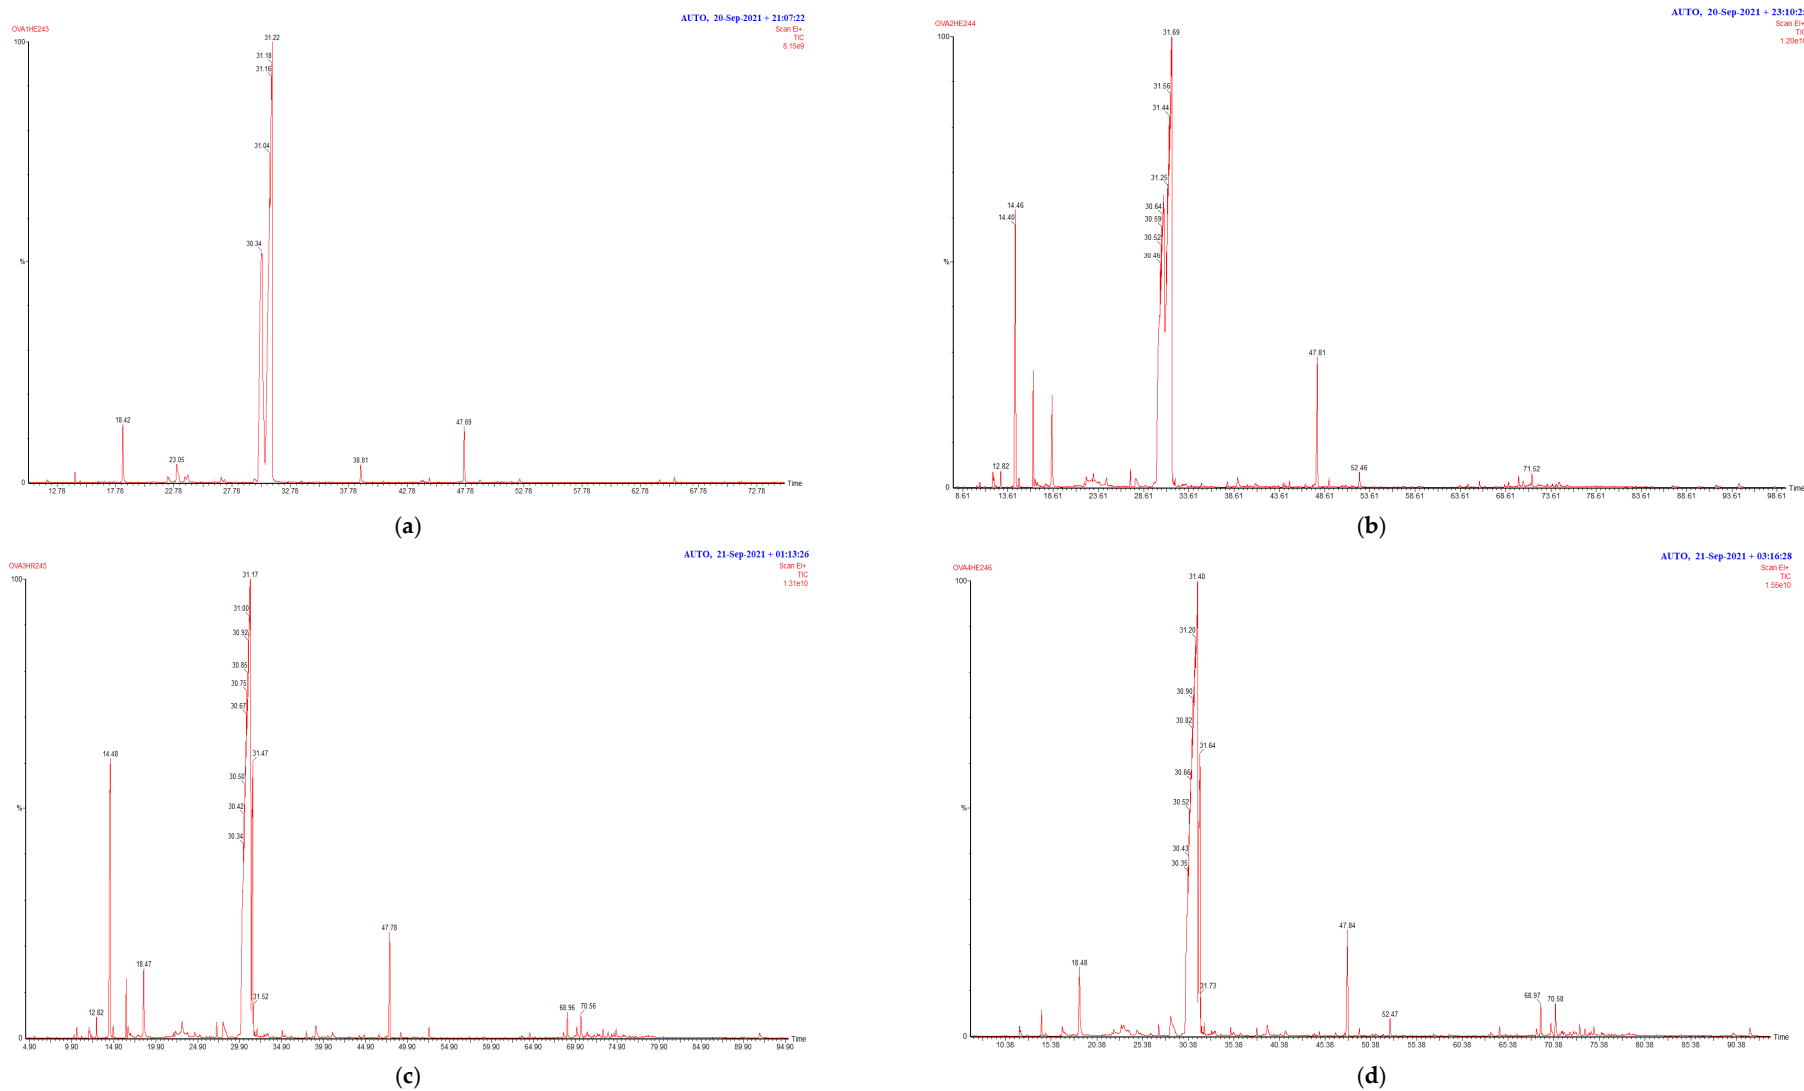 AUTO, 20-Sep-2021 + 21:07:22
OVA1HE243
Scan EI+
TIC
8.15e9
100
%
0
31.22
31.18
31.16
31.04
30.34
18.42
23.05
38.81
47.69
12.78 17.78 22.78 27.78 32.78 37.78 42.78 47.78 52.78 57.78 62.78 67.78 72.78 Time
(a)
AUTO, 20-Sep-2021 + 23:10:25
OVA2HE244
Scan EI+
TIC
1.20e10
100
%
0
31.69
31.56
31.44
31.25
30.64
30.59
30.52
30.46
14.46
14.40
12.82
47.81
52.46
71.52
8.61 13.61 18.61 23.61 28.61 33.61 38.61 43.61 48.61 53.61 58.61 63.61 68.61 73.61 78.61 83.61 88.61 93.61 98.61 Time
(b)
AUTO, 21-Sep-2021 + 01:13:26
OVA3HR245
Scan EI+
TIC
1.31e10
100
%
0
31.17
31.00
30.92
30.85
30.75
30.67
31.47
30.50
30.42
30.34
14.48
12.82
18.47
31.52
47.78
68.96
70.56
4.90 9.90 14.90 19.90 24.90 29.90 34.90 39.90 44.90 49.90 54.90 59.90 64.90 69.90 74.90 79.90 84.90 89.90 94.90 Time
(c)
AUTO, 21-Sep-2021 + 03:16:28
OVA4HE246
Scan EI+
TIC
1.55e10
100
%
0
31.40
31.20
30.90
30.82
31.64
30.66
30.52
30.43
30.35
18.48
31.73
47.84
52.47
68.97
70.58
10.38 15.38 20.38 25.38 30.38 35.38 40.38 45.38 50.38 55.38 60.38 65.38 70.38 75.38 80.38 85.38 90.38 Time
(d)